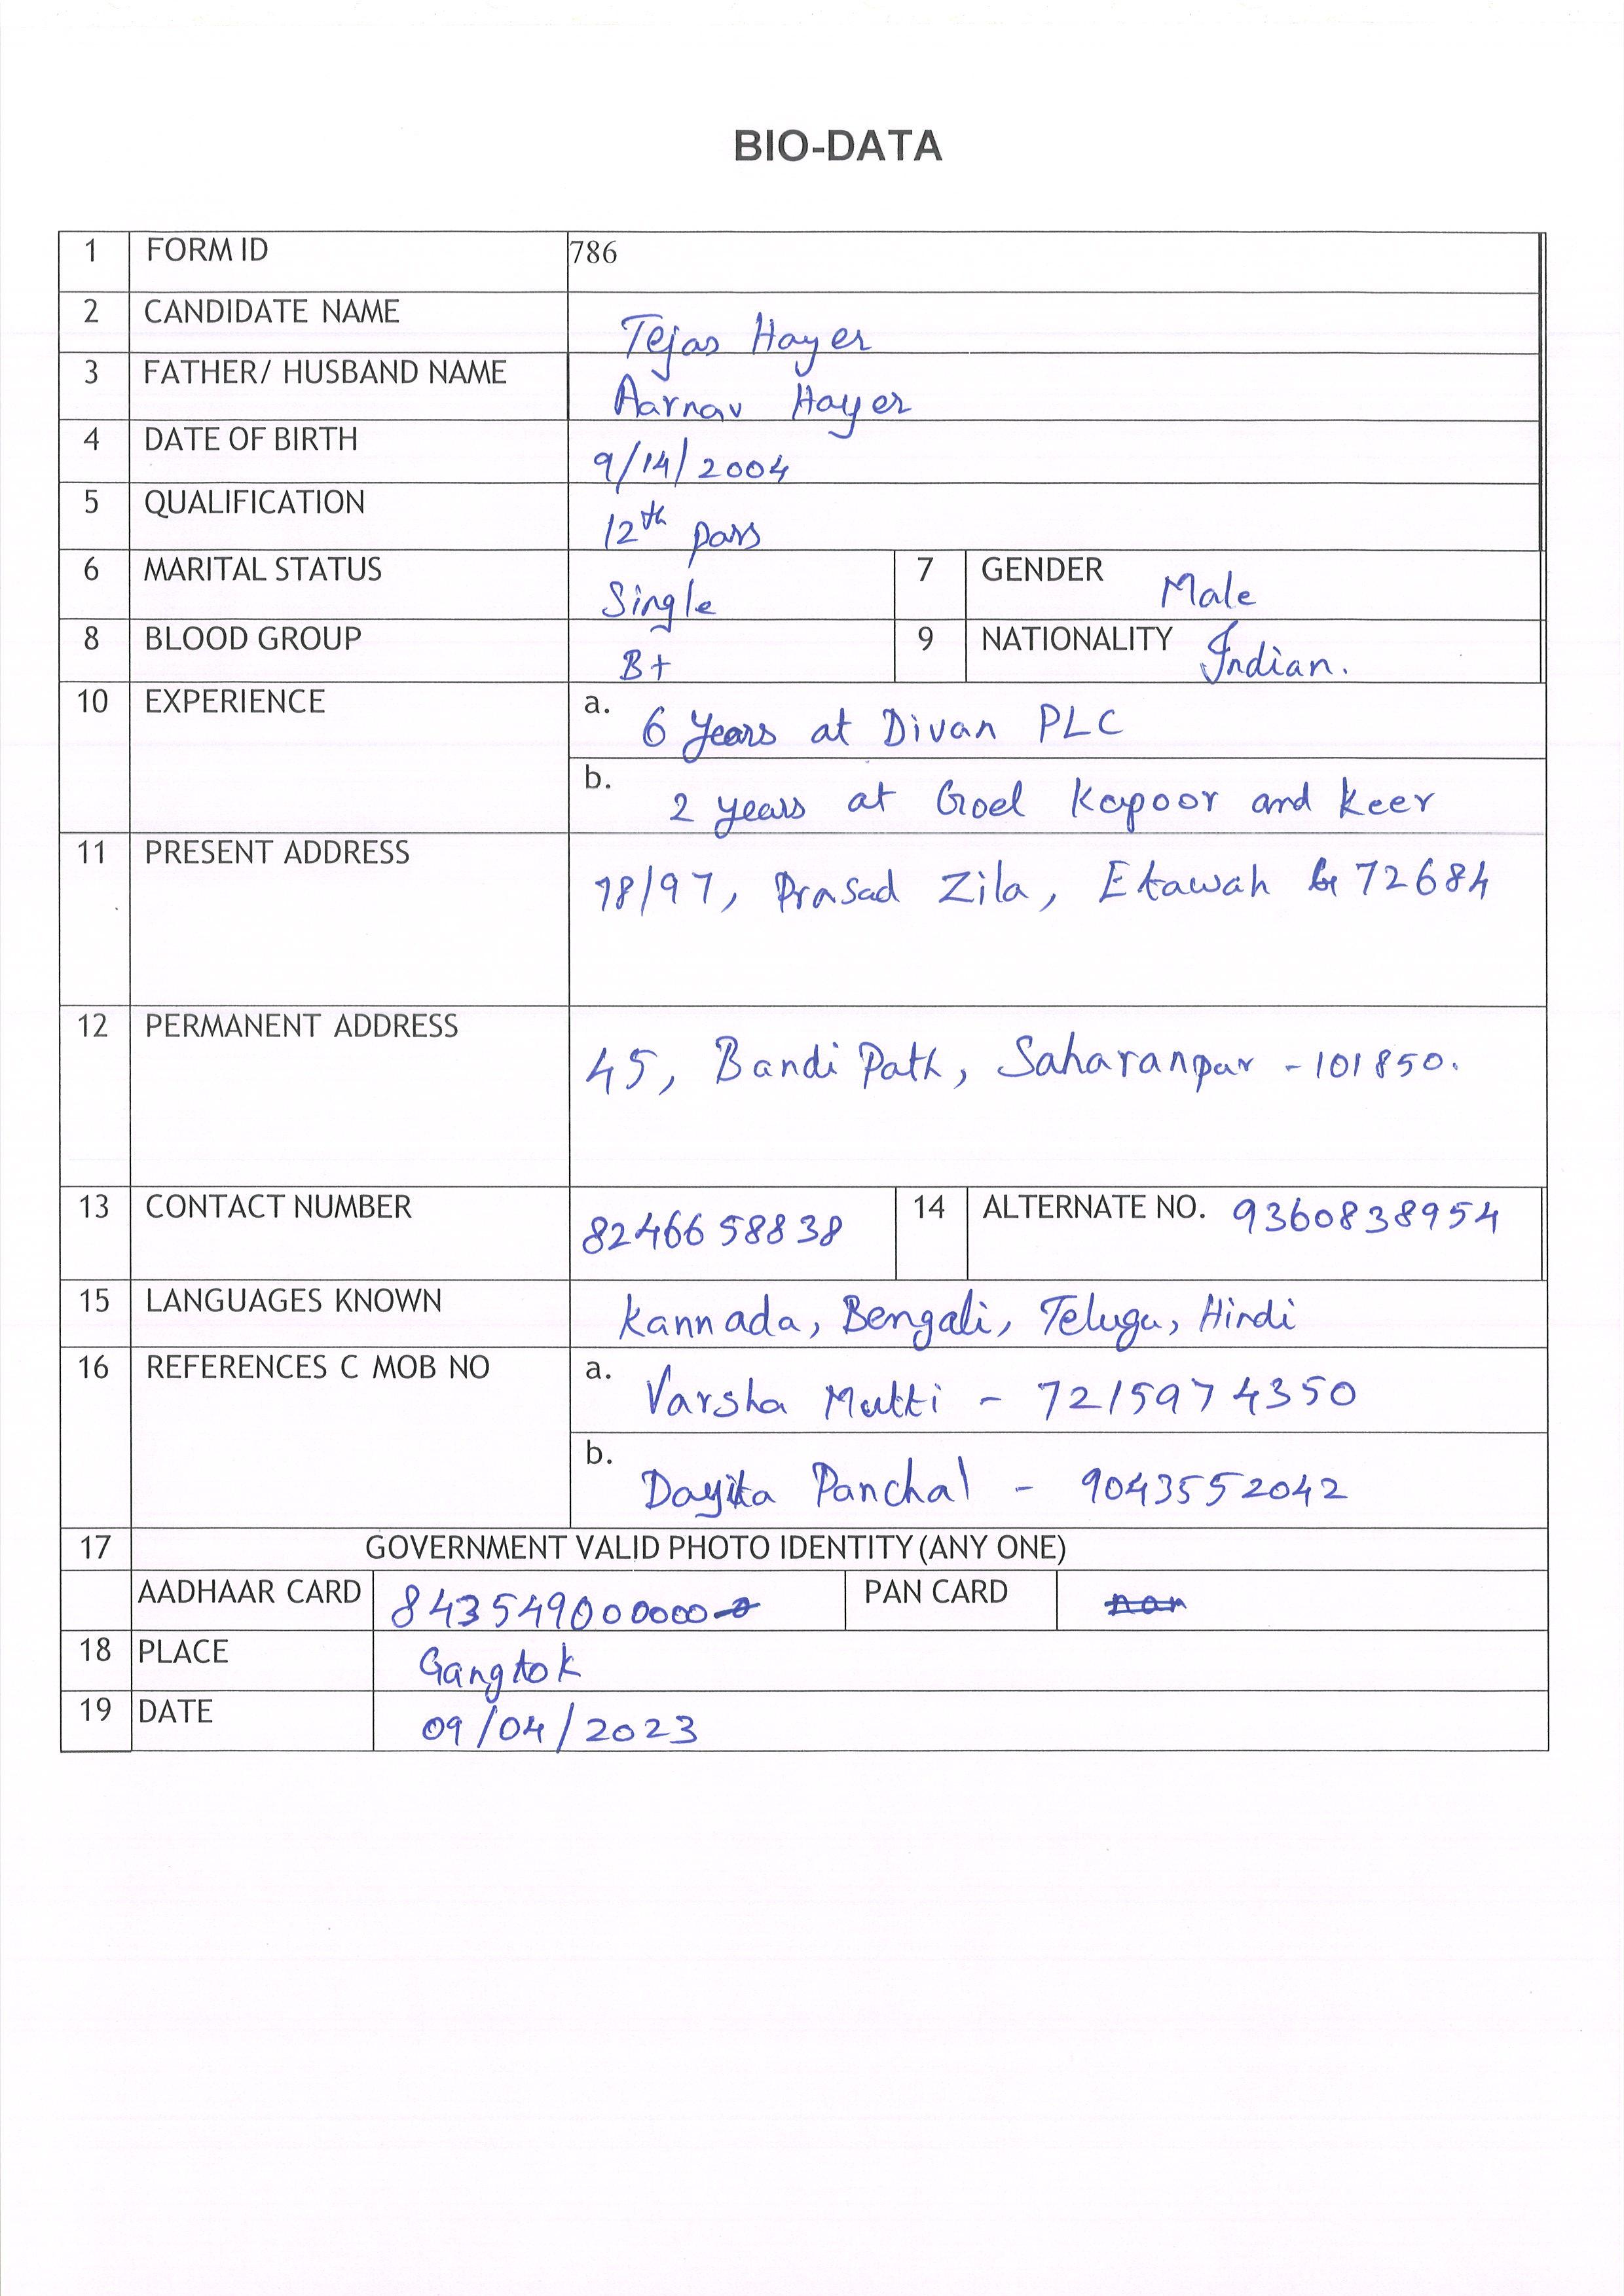 BIO-DATA
1 FORM ID 786
2 CANDIDATE NAME Tejas Hayer
3 FATHER/ HUSBAND NAME Aarnav Hayer
4 DATE OF BIRTH 9/14/2004
5 QUALIFICATION 12th pass
6 MARITAL STATUS Single 7 GENDER Male
8 BLOOD GROUP B+ 9 NATIONALITY Indian.
10 EXPERIENCE a. 6 years at Divan PLC
b. 2 years at Goel Kapoor and Keer
11 PRESENT ADDRESS 78/97, Prasad Zila, Etawah 72684
12 PERMANENT ADDRESS 45, Bandi Path, Saharanpur - 101850.
13 CONTACT NUMBER 8246658838 14 ALTERNATE NO. 9360838954
15 LANGUAGES KNOWN Kannada, Bengali, Telugu, Hindi
16 REFERENCES C MOB NO a. Varsha Mutti - 7215974350
b. Dayita Panchal - 9043552042
17 GOVERNMENT VALID PHOTO IDENTITY (ANY ONE)
AADHAAR CARD 843549000000 PAN CARD
18 PLACE Gangtok
19 DATE 09/04/2023